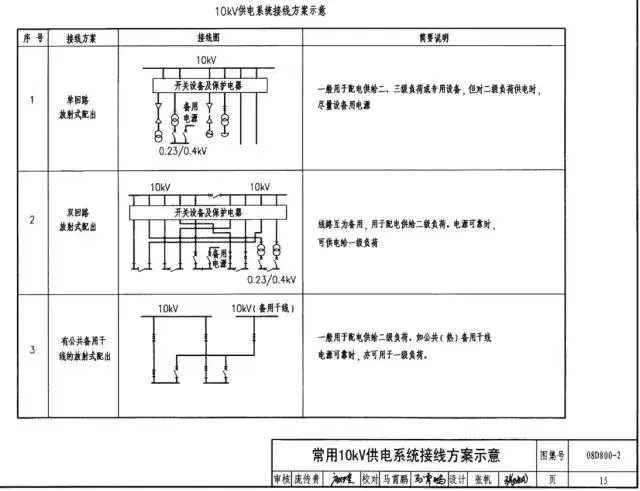 10kV供电系统接线方案示意
序 号 接线方案 接线图 简要说明
1
单回路
放射式配出
10kV
开关设备及保护电器
备用
电源
0.23/0.4kV
一般用于配电供给二、三级负荷或专用设备，但对二级负荷供电时，
尽量设备用电源
2
双回路
放射式配出
10kV 10kV
开关设备及保护电器
备用
电源
0.23/0.4kV
线路互为备用，用于配电供给二级负荷。电源可靠时，
可供电给一级负荷
3
有公共备用干
线的放射式配出
10kV 10kV(备用干线)
一般用于配电供给二级负荷。如公共（热）备用干线
电源可靠时，亦可用于一级负荷。
常用10kV供电系统接线方案示意 图集号 08D800-2
审核 庞传贵 校对 马霄鹏 马霄鹏 设计 张帆 页 15